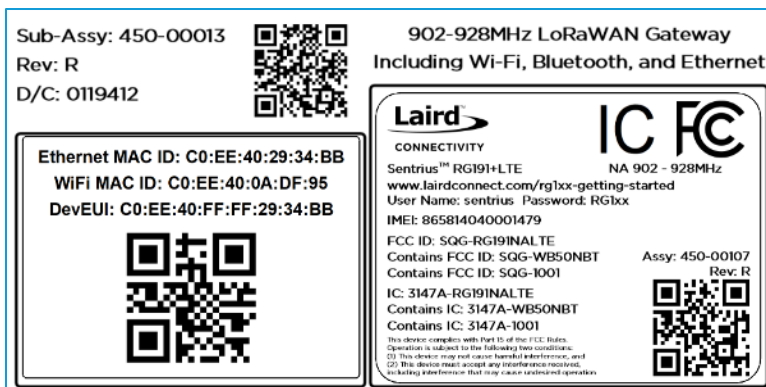 Sub-Assy: 450-00013
Rev: R
D/C: 0119412
902-928MHz LoRaWAN Gateway
Including Wi-Fi, Bluetooth, and Ethernet
Ethernet MAC ID: C0:EE:40:29:34:BB
WiFi MAC ID: C0:EE:40:0A:DF:95
DevEUI: C0:EE:40:FF:FF:29:34:BB
Laird
CONNECTIVITY
IC FC
Sentrius™ RG191+LTE
NA 902 - 928MHz
www.lairdconnect.com/rg1xx-getting-started
User Name: sentrius Password: RG1xx
IMEI: 865814040001479
FCC ID: SQG-RG191NALTE
Contains FCC ID: SQG-WB50NBT
Contains FCC ID: SQG-1001
Assy: 450-00107
Rev: R
IC: 3147A-RG191NALTE
Contains IC: 3147A-WB50NBT
Contains IC: 3147A-1001
This device complies with Part 15 of the FCC Rules.
Operation is subject to the following two conditions:
(1) This device may not cause harmful interference, and
(2) This device must accept any interference received,
including interference that may cause undesired operation